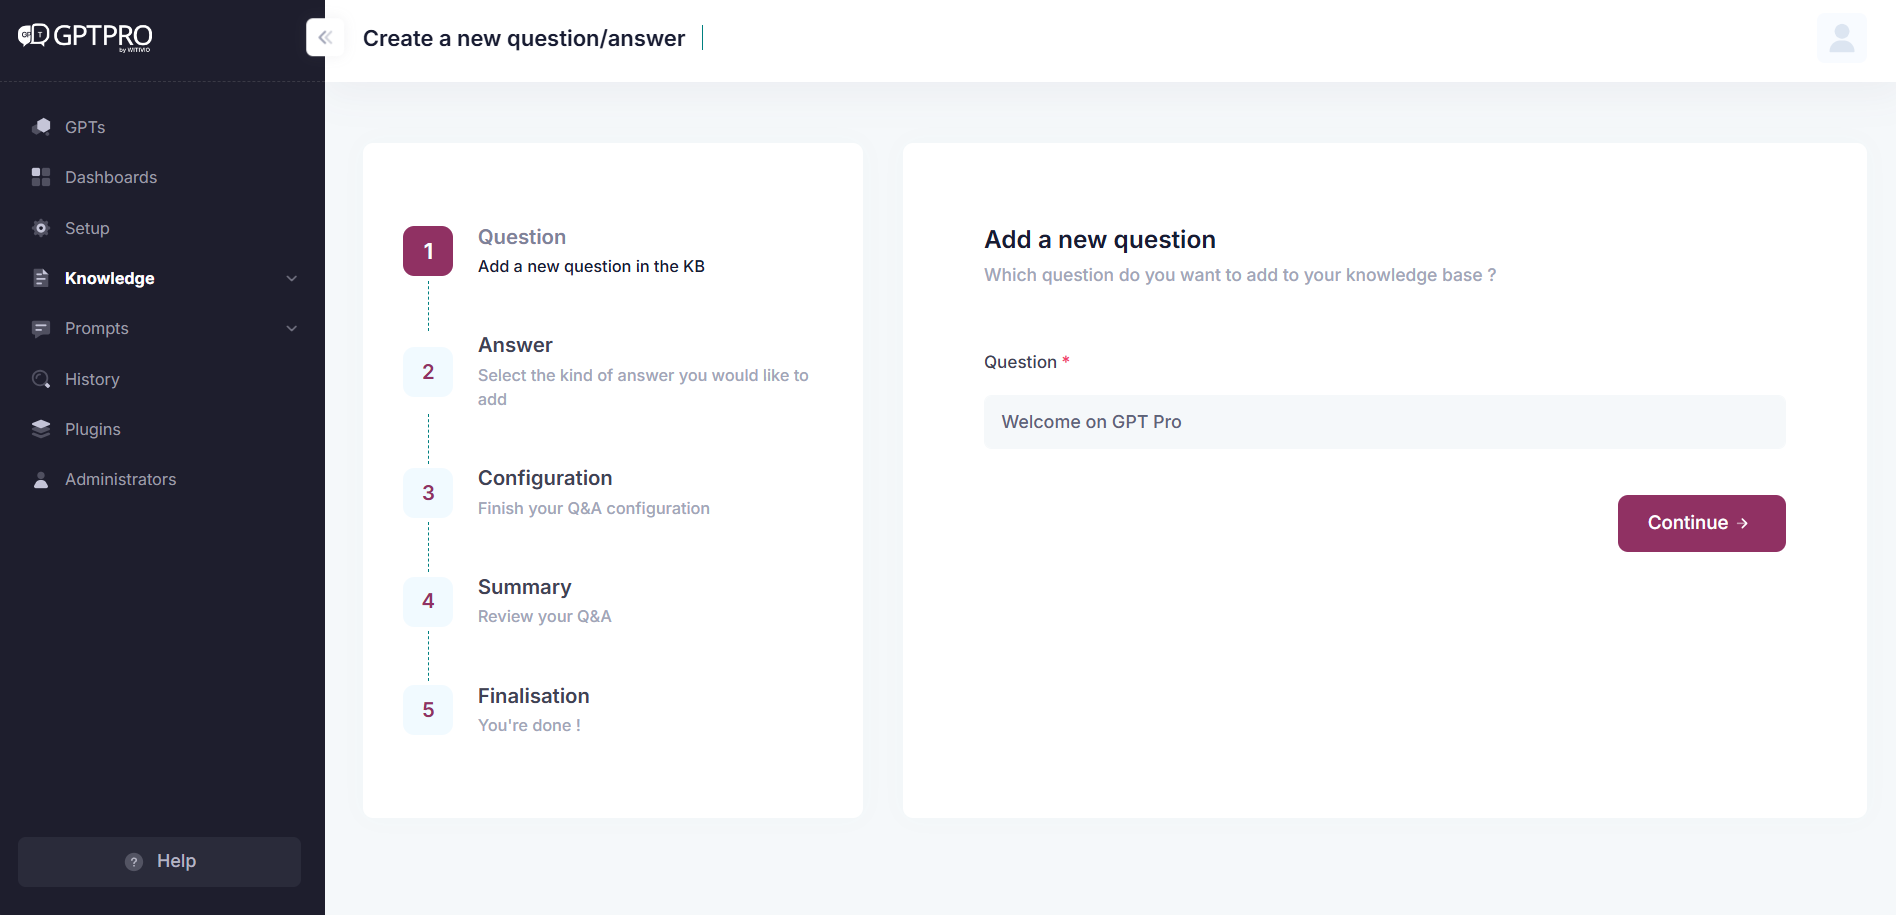 GPTPRO
by WITIVIO
Create a new question/answer
GPTs
Dashboards
Setup
Knowledge
Prompts
History
Plugins
Administrators
Help
1
Question
Add a new question in the KB
2
Answer
Select the kind of answer you would like to
add
3
Configuration
Finish your Q&A configuration
4
Summary
Review your Q&A
5
Finalisation
You're done !
Add a new question
Which question do you want to add to your knowledge base ?
Question *
Welcome on GPT Pro
Continue →